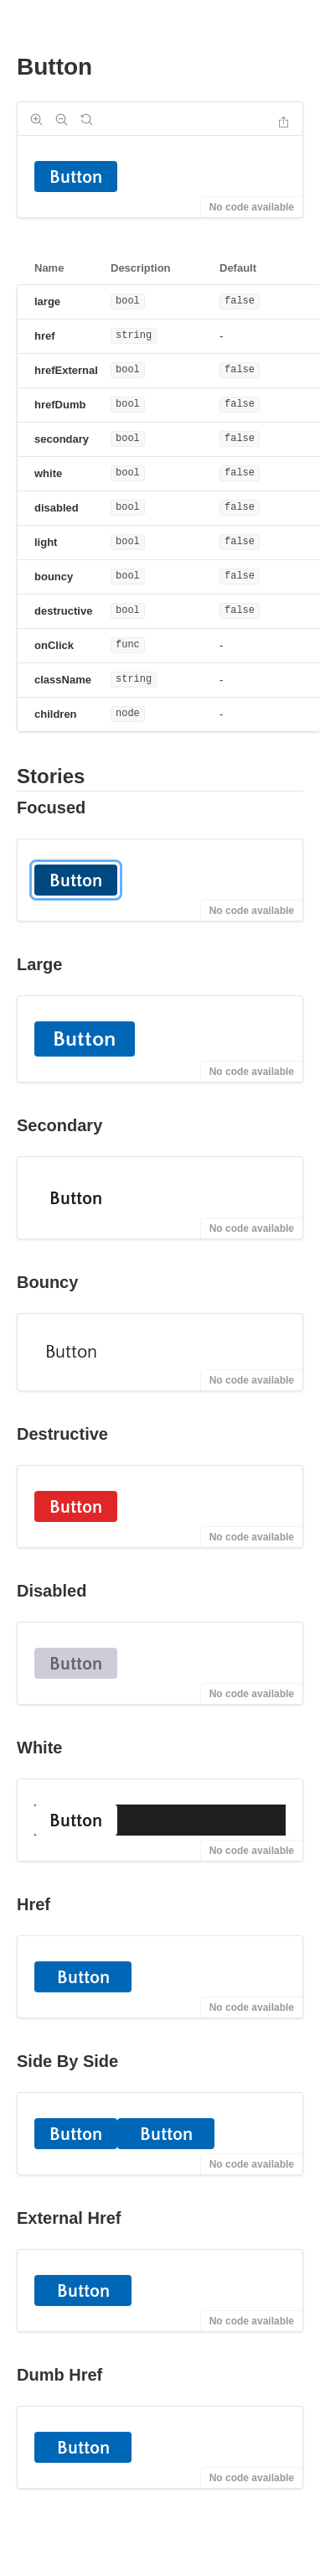 Button
Button
No code available
Name Description Default
large bool false
href string -
hrefExternal bool false
hrefDumb bool false
secondary bool false
white bool false
disabled bool false
light bool false
bouncy bool false
destructive bool false
onClick func -
className string -
children node -
Stories
Focused
Button
No code available
Large
Button
No code available
Secondary
Button
No code available
Bouncy
Button
No code available
Destructive
Button
No code available
Disabled
Button
No code available
White
Button
No code available
Href
Button
No code available
Side By Side
Button Button
No code available
External Href
Button
No code available
Dumb Href
Button
No code available